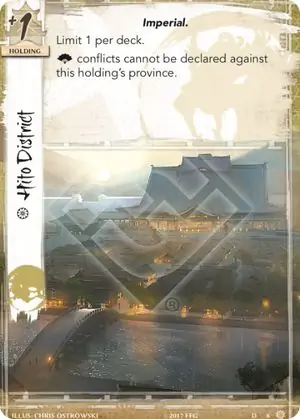 +1
HOLDING
Imperial.
Limit 1 per deck.
conflicts cannot be declared against
this holding's province.
Hito District
ILLUS: CHRIS OSTROWSKI
2017 FFG